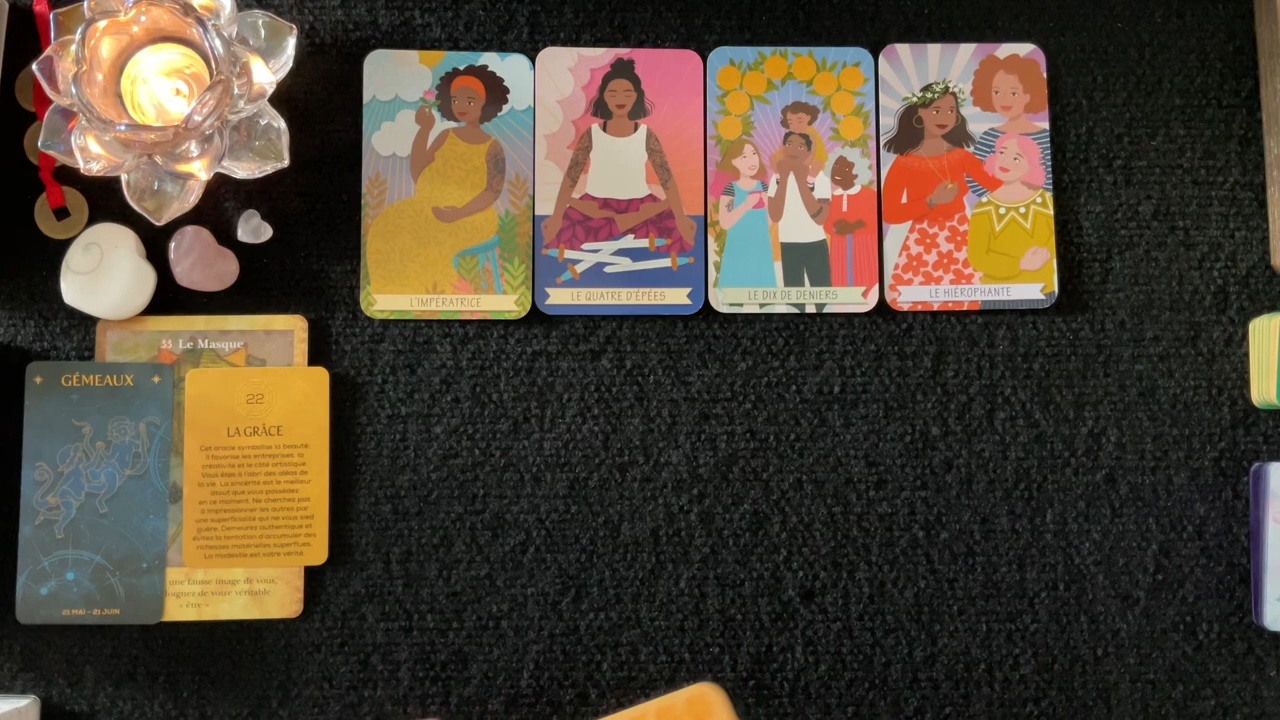 L'IMPÉRATRICE
LE QUATRE D'ÉPÉES
LE DIX DE DENIERS
LE HIÉROPHANTE
33 Le Masque
GÉMEAUX
21 MAI - 21 JUIN
22
LA GRÂCE
Cet oracle symbolise la beauté;
il favorise les entreprises, la
créativité et le côté artistique.
Vous êtes à l'abri des aléas de
la vie. La sincérité est le meilleur
atout que vous possédez
en ce moment. Ne cherchez pas
à impressionner les autres par
une superficialité qui ne vous sied
guère. Demeurez authentique et
évitez la tentation d'accumuler des
richesses matérielles superflues.
La modestie est votre vérité.
une fausse image de vous,
loignez de votre véritable
« être »